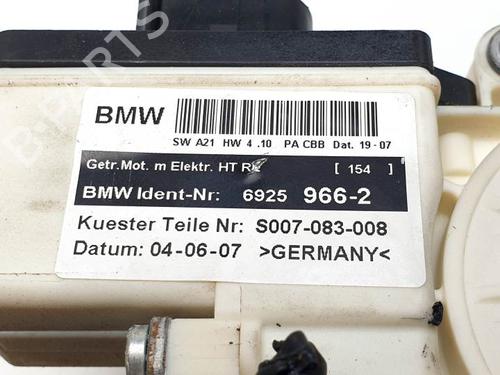 BMW
SW A21 HW 4.10 PA CBB Dat. 19-07
Getr.Mot. m Elektr. HT [ 154 ]
BMW Ident-Nr: 6925 966-2
Kuester Teile Nr: S007-083-008
Datum: 04-06-07 >GERMANY<